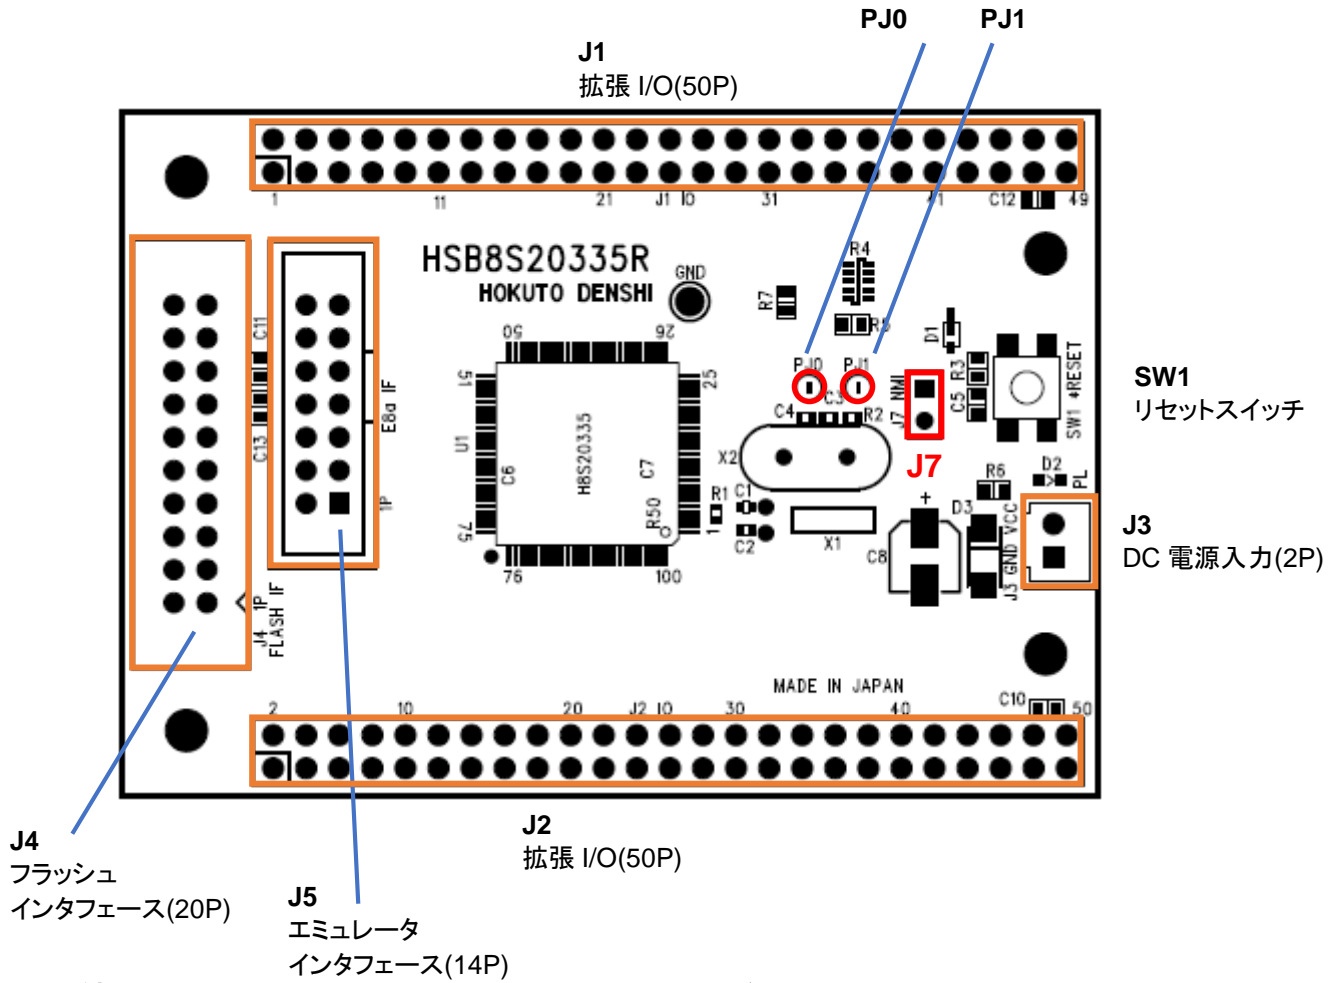 PJ0 PJ1
J1
拡張 I/O(50P)
1 11 21 J1 IO 31 41 C12 49
HSB8S20335R
HOKUTO DENSHI
GND
R4
R7
R5
D1
R3
C5
SW1 *RESET
SW1
リセットスイッチ
PJ0 PJ1
J7 NMI
J7
C4 C3 R2
X2
50 26
51 25
U1
H8S20335
C6 C7
R50
75
76 100
R1 C1
1 C2
X1
C8
+
D3
R6
D2
PL
J3 GND VCC
J3
DC 電源入力(2P)
C11
C13
E8a IF
1P
1P
J4
FLASH IF
MADE IN JAPAN
2 10 20 J2 IO 30 40 C10 50
J4
フラッシュ
インタフェース(20P)
J5
エミュレータ
インタフェース(14P)
J2
拡張 I/O(50P)